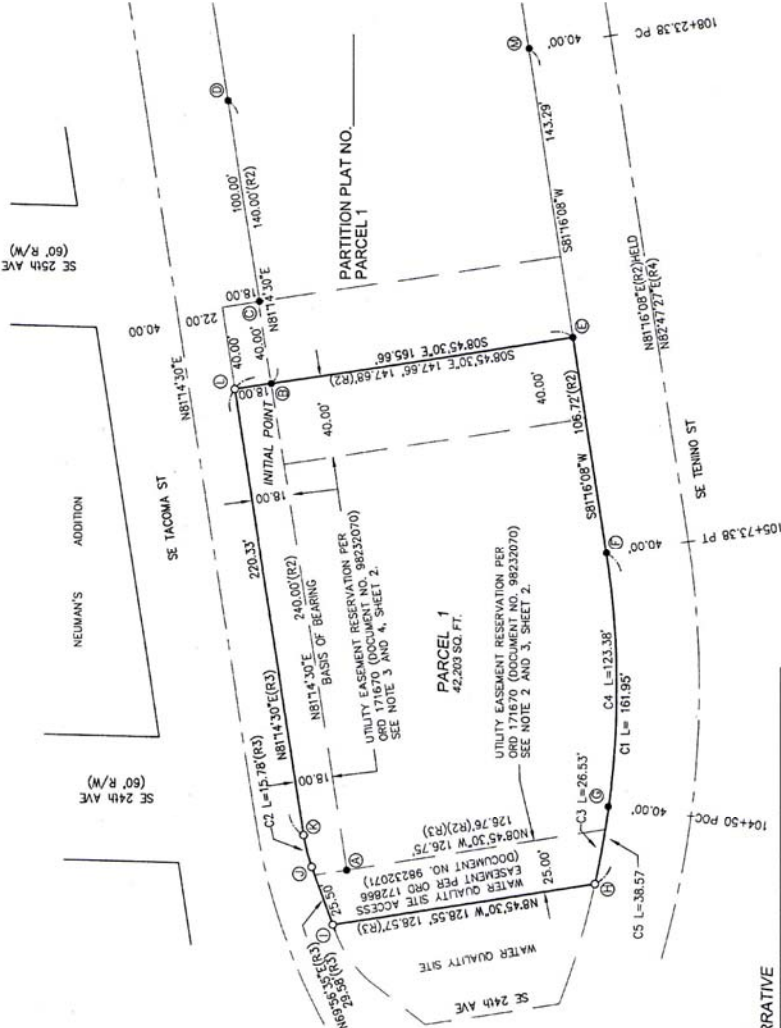 SE 25th AVE
(60' R/W)
NEUMAN'S ADDITION
SE 24th AVE
(60' R/W)
SE TACOMA ST
N81°14'30"E
40.00
22.00
18.00
40.00'
40.00'
N81°14'30"E
100.00'
140.00'(R2)
PARTITION PLAT NO.
PARCEL 1
L
C
D
B
INITIAL POINT
18.00
220.33'
N81°14'30"E(R3)
C2 L=15.78'(R3)
N81°14'30"E 240.00'(R2)
BASIS OF BEARING
18.00
18.00
40.00'
S08°45'30"E 165.66'
S08°45'30"E 147.66' 147.68'(R2)
UTILITY EASEMENT RESERVATION PER
ORD 171670 (DOCUMENT NO. 98232070)
SEE NOTE 3 AND 4, SHEET 2.
PARCEL 1
42,203 SQ. FT.
UTILITY EASEMENT RESERVATION PER
ORD 171670 (DOCUMENT NO. 98232070)
SEE NOTE 2 AND 3, SHEET 2.
K
J
A
I
25.50'
N69°56'35"E(R3)
29.58'(R3)
WATER QUALITY SITE ACCESS
EASEMENT PER ORD 172866
(DOCUMENT NO. 98232071)
N08°45'30"W 126.75'
126.76'(R2)(R3)
25.00'
N8°45'30"W 128.55' 128.57'(R3)
WATER QUALITY SITE
SE 24th AVE
H
G
F
E
M
C3 L=26.53'
C5 L=38.57
C4 L=123.38'
C1 L= 161.95'
S81°16'08"W
106.72'(R2)
40.00'
S81°16'08"W
143.29'
40.00'
108+23.38 PC
40.00'
105+73.38 PT
40.00'
104+50 POC
N81°16'08"E(R2)HELD
N82°47'27"E(R4)
SE TENINO ST
RRATIVE